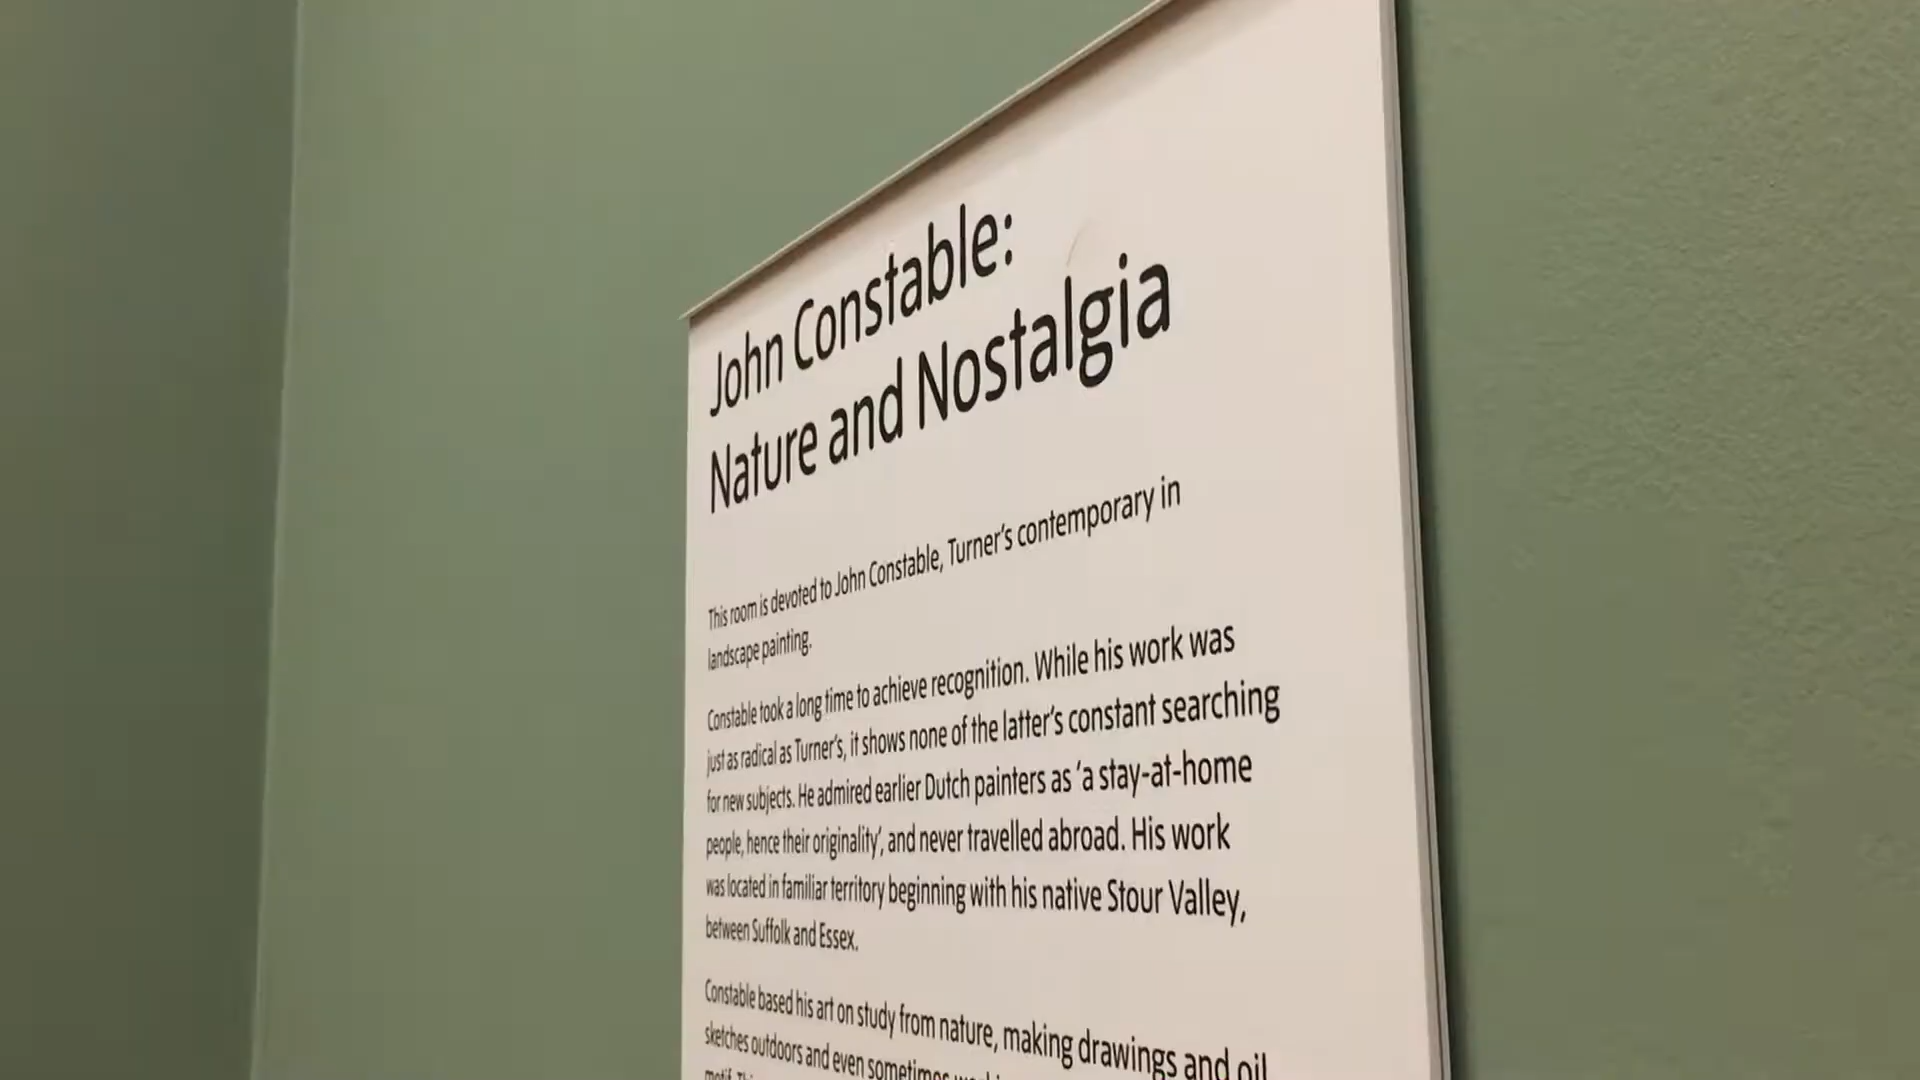 John Constable:
Nature and Nostalgia
This room is devoted to John Constable, Turner's contemporary in
landscape painting.
Constable took a long time to achieve recognition. While his work was
just as radical as Turner's, it shows none of the latter's constant searching
for new subjects. He admired earlier Dutch painters as 'a stay-at-home
people, hence their originality', and never travelled abroad. His work
was located in familiar territory beginning with his native Stour Valley,
between Suffolk and Essex.
Constable based his art on study from nature, making drawings and oil
sketches outdoors and even sometimes
motif.